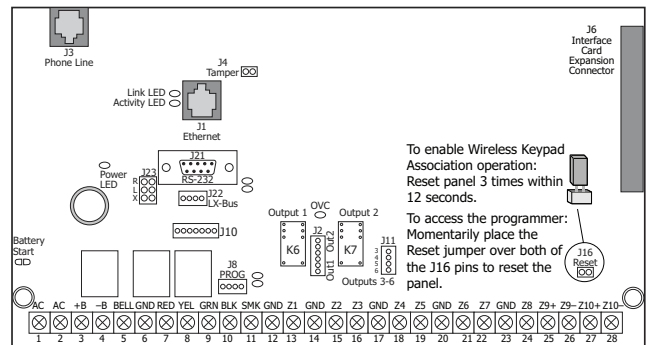 J3
Phone Line
J4
Tamper
J6
Interface
Card
Expansion
Connector
Link LED
Activity LED
J1
Ethernet
To enable Wireless Keypad
Association operation:
Reset panel 3 times within
12 seconds.
To access the programmer:
Momentarily place the
Reset jumper over both of
the J16 pins to reset the
panel.
J16
Reset
Power
LED
J23
R
L
X
J21
RS-232
J22
LX-Bus
J10
Battery
Start
J8
PROG
Output 1
OVC
Output 2
K6
J2
Out1 Out2
K7
J11
3
4
5
6
Outputs 3-6
AC AC +B –B BELL GND RED YEL GRN BLK SMK GND Z1 GND Z2 Z3 GND Z4 Z5 GND Z6 Z7 GND Z8 Z9+ Z9– Z10+ Z10–
1 2 3 4 5 6 7 8 9 10 11 12 13 14 15 16 17 18 19 20 21 22 23 24 25 26 27 28